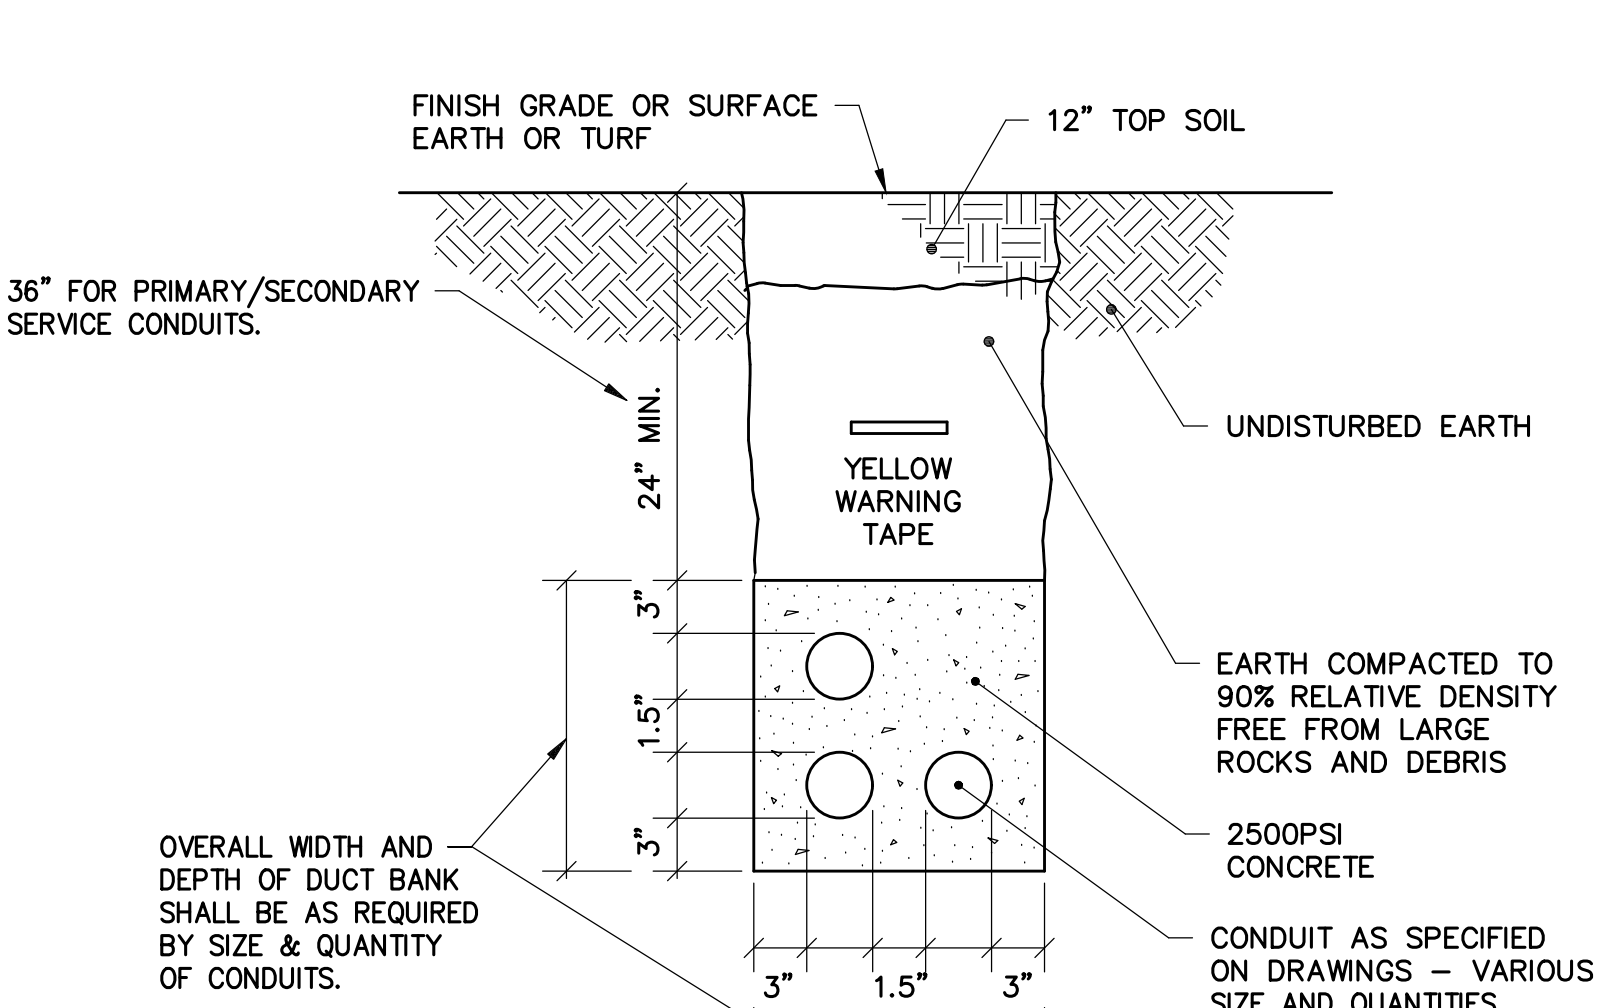 FINISH GRADE OR SURFACE
EARTH OR TURF
12” TOP SOIL
36” FOR PRIMARY/SECONDARY
SERVICE CONDUITS.
24” MIN.
UNDISTURBED EARTH
YELLOW
WARNING
TAPE
3”
1.5”
3”
EARTH COMPACTED TO
90% RELATIVE DENSITY
FREE FROM LARGE
ROCKS AND DEBRIS
2500PSI
CONCRETE
OVERALL WIDTH AND
DEPTH OF DUCT BANK
SHALL BE AS REQUIRED
BY SIZE & QUANTITY
OF CONDUITS.
CONDUIT AS SPECIFIED
ON DRAWINGS – VARIOUS
SIZE AND QUANTITIES
3”
1.5”
3”